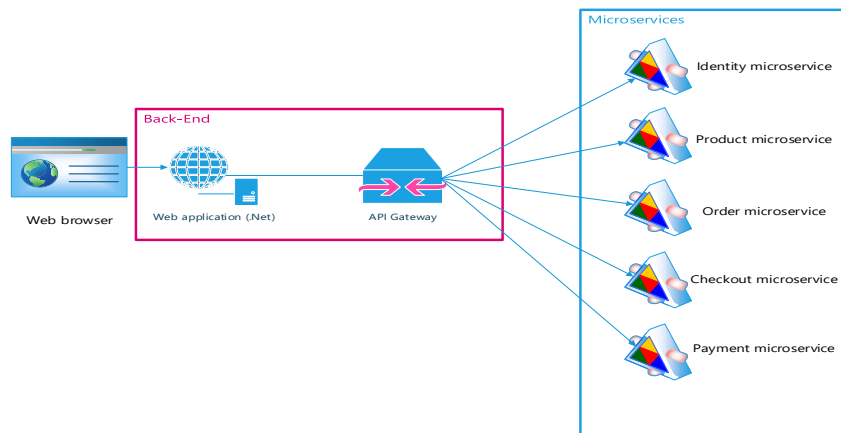 Microservices
Identity microservice
Back-End
Product microservice
Web browser
Web application (.Net)
API Gateway
Order microservice
Checkout microservice
Payment microservice